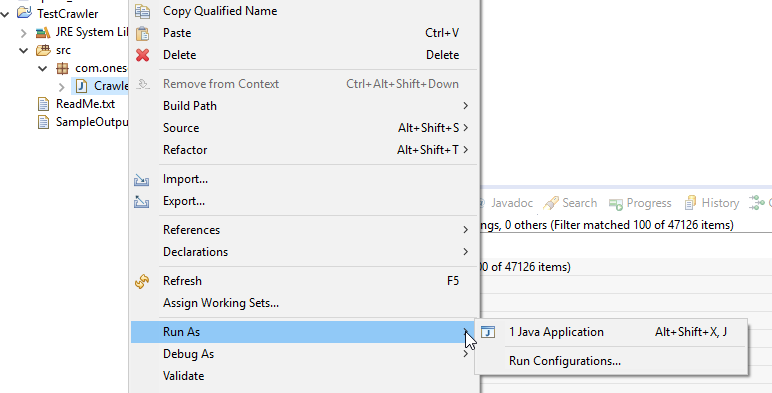 TestCrawler
JRE System Lib
src
com.ones
Crawle
ReadMe.txt
SampleOutpu
Copy Qualified Name
Paste Ctrl+V
Delete Delete
Remove from Context Ctrl+Alt+Shift+Down
Build Path
Source Alt+Shift+S
Refactor Alt+Shift+T
Import...
Export...
References
Declarations
Refresh F5
Assign Working Sets...
Run As
Debug As
Validate
1 Java Application Alt+Shift+X, J
Run Configurations...
Javadoc Search Progress History
ngs, 0 others (Filter matched 100 of 47126 items)
00 of 47126 items)